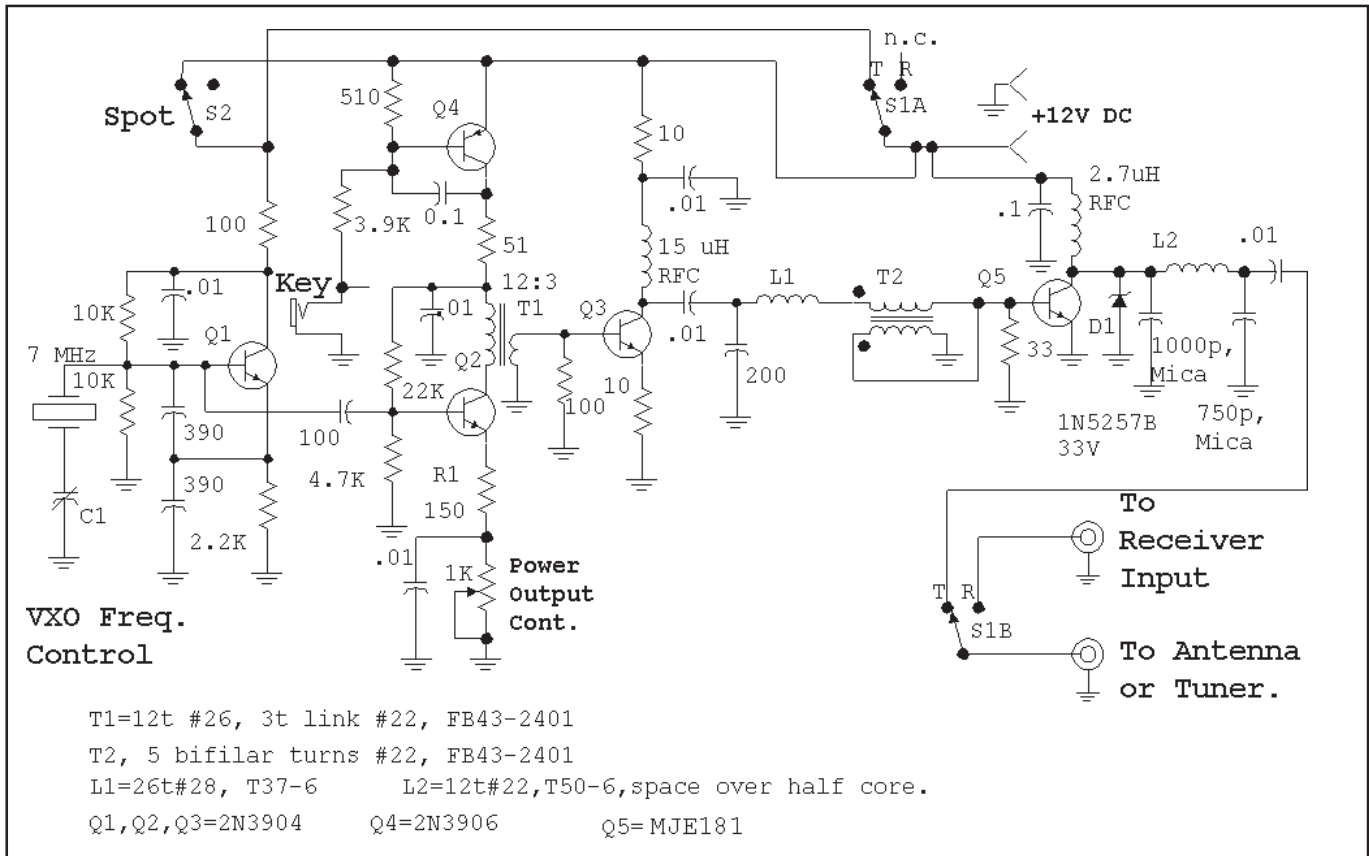 n.c.
T R
S1A
+12V DC
Spot
S2
510
Q4
10
2.7uH
RFC
.01
.1
100
3.9K
0.1
51
15 uH
RFC
L2
.01
.01
Key
12:3
T1
L1
T2
Q5
10K
Q1
.01
Q3
.01
D1
7 MHz
Q2
33
1000p,
Mica
10K
22K
100
10
200
390
100
1N5257B
33V
750p,
Mica
390
4.7K
R1
150
C1
2.2K
To
Receiver
Input
.01
1K
Power
Output
Cont.
T R
S1B
VXO Freq.
Control
To Antenna
or Tuner.
T1=12t #26, 3t link #22, FB43-2401
T2, 5 bifilar turns #22, FB43-2401
L1=26t#28, T37-6 L2=12t#22,T50-6,space over half core.
Q1,Q2,Q3=2N3904 Q4=2N3906 Q5= MJE181